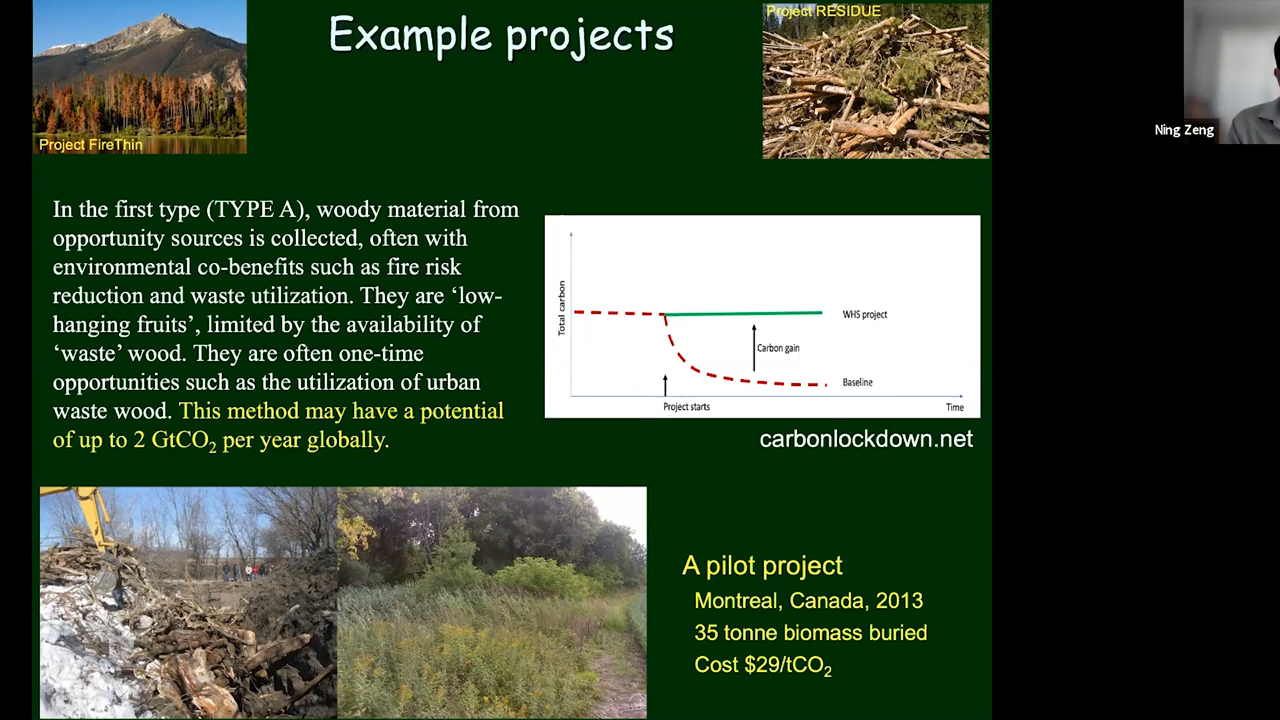 Example projects
Project RESIDUE
Project FireThin
Ning Zeng
In the first type (TYPE A), woody material from
opportunity sources is collected, often with
environmental co-benefits such as fire risk
reduction and waste utilization. They are ‘low-
hanging fruits’, limited by the availability of
‘waste’ wood. They are often one-time
opportunities such as the utilization of urban
waste wood. This method may have a potential
of up to 2 GtCO₂ per year globally.
Total carbon
WHS project
Carbon gain
Baseline
Project starts
Time
carbonlockdown.net
A pilot project
Montreal, Canada, 2013
35 tonne biomass buried
Cost $29/tCO₂